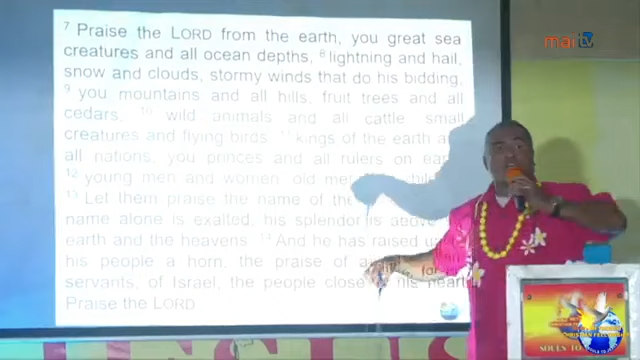 mai tv
7 Praise the LORD from the earth, you great sea
creatures and all ocean depths, 8 lightning and hail,
snow and clouds, stormy winds that do his bidding,
9 you mountains and all hills, fruit trees and all
cedars, 10 wild animals and all cattle small
creatures and flying birds, 11 kings of the earth
all nations, you princes and all rulers on
12 young men and women old
13 Let them praise the name of the
name alone is exalted, his splendor is above
earth and the heavens. 14 And he has raised
his people a horn, the praise of
servants, of Israel, the people close his heart
Praise the LORD.
CHRISTIAN
SOULS TO